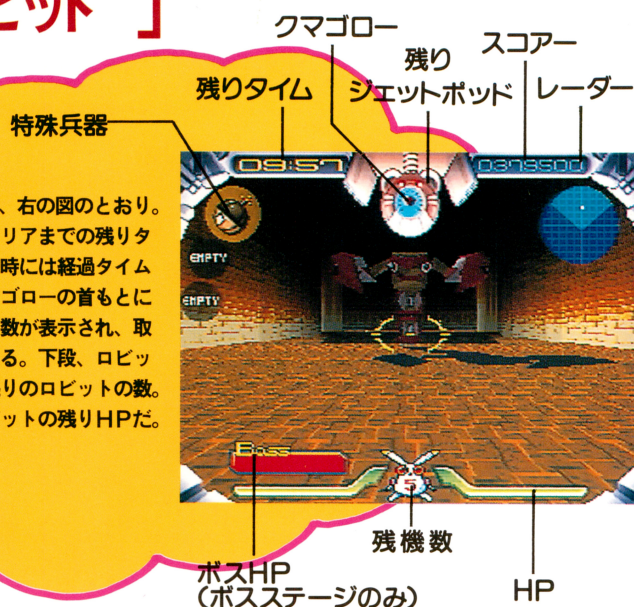 ビット 」
クマゴロー
スコアー
残り
残りタイム
ジェットポッド
レーダー
特殊兵器
09:57
0379500
、右の図のとおり。
リアまでの残りタ
時には経過タイム
ゴローの首もとに
数が表示され、取
る。下段、ロビッ
りのロビットの数。
ットの残りHPだ。
EMPTY
EMPTY
Boss
5
残機数
ボスHP
(ボスステージのみ)
HP